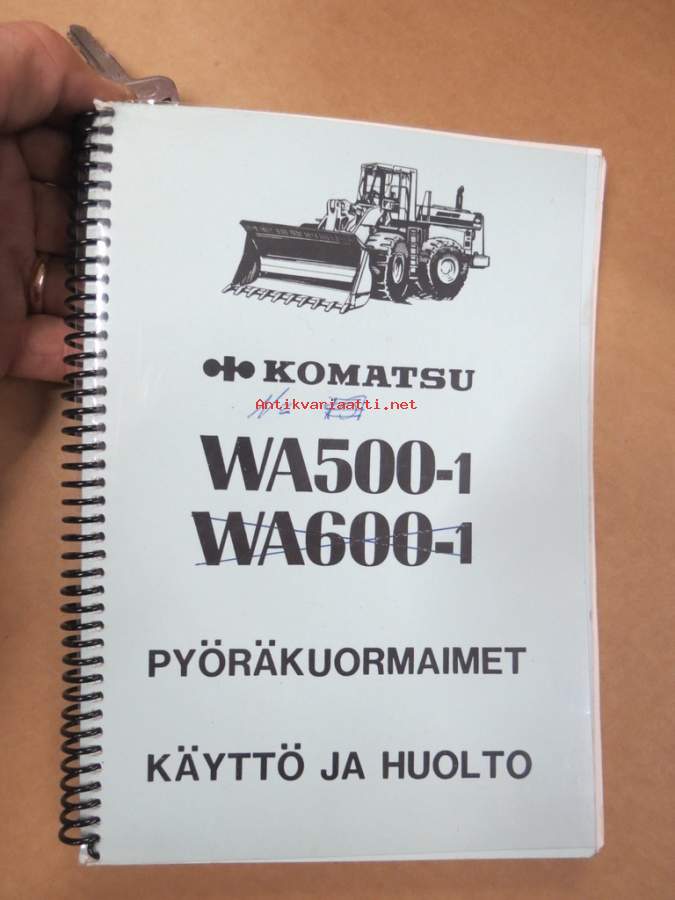 KOMATSU
Antikvariaatti.net
WA500-1
WA600-1
PYÖRÄKUORMAIMET
KÄYTTÖ JA HUOLTO